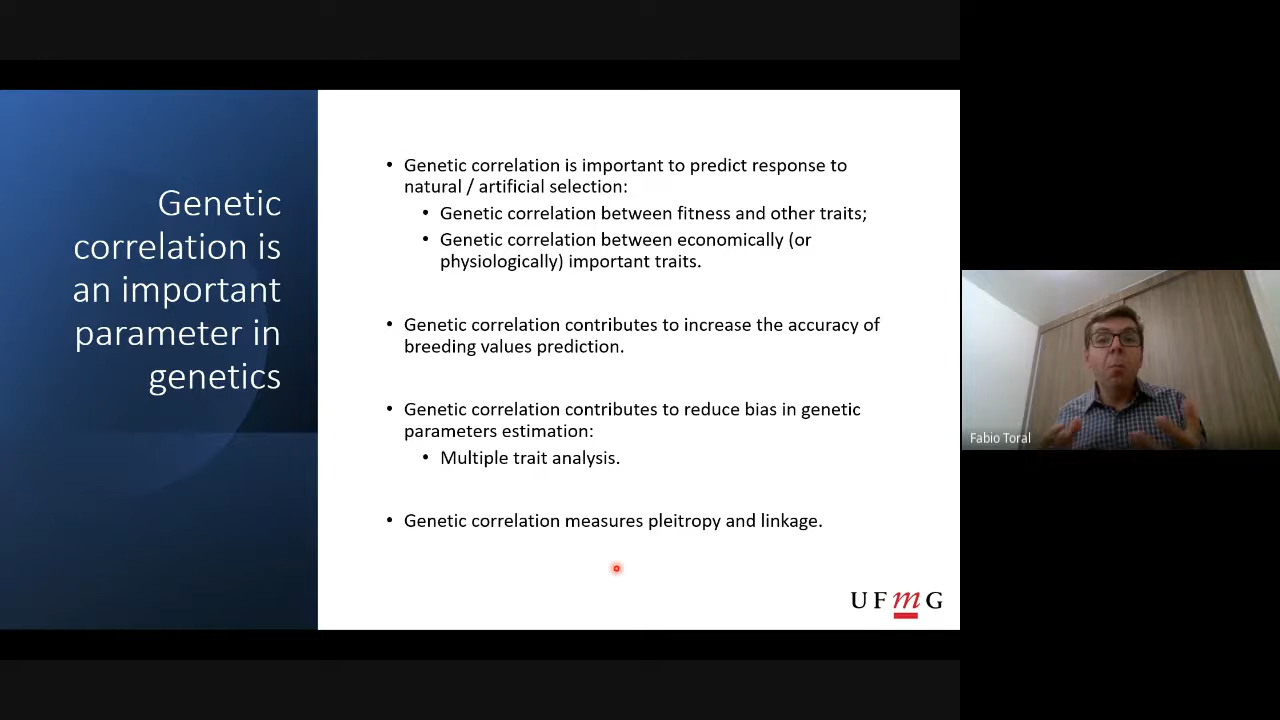 Genetic
correlation is
an important
parameter in
genetics
• Genetic correlation is important to predict response to
natural / artificial selection:
• Genetic correlation between fitness and other traits;
• Genetic correlation between economically (or
physiologically) important traits.
• Genetic correlation contributes to increase the accuracy of
breeding values prediction.
• Genetic correlation contributes to reduce bias in genetic
parameters estimation:
• Multiple trait analysis.
• Genetic correlation measures pleitropy and linkage.
UFmG
Fabio Toral